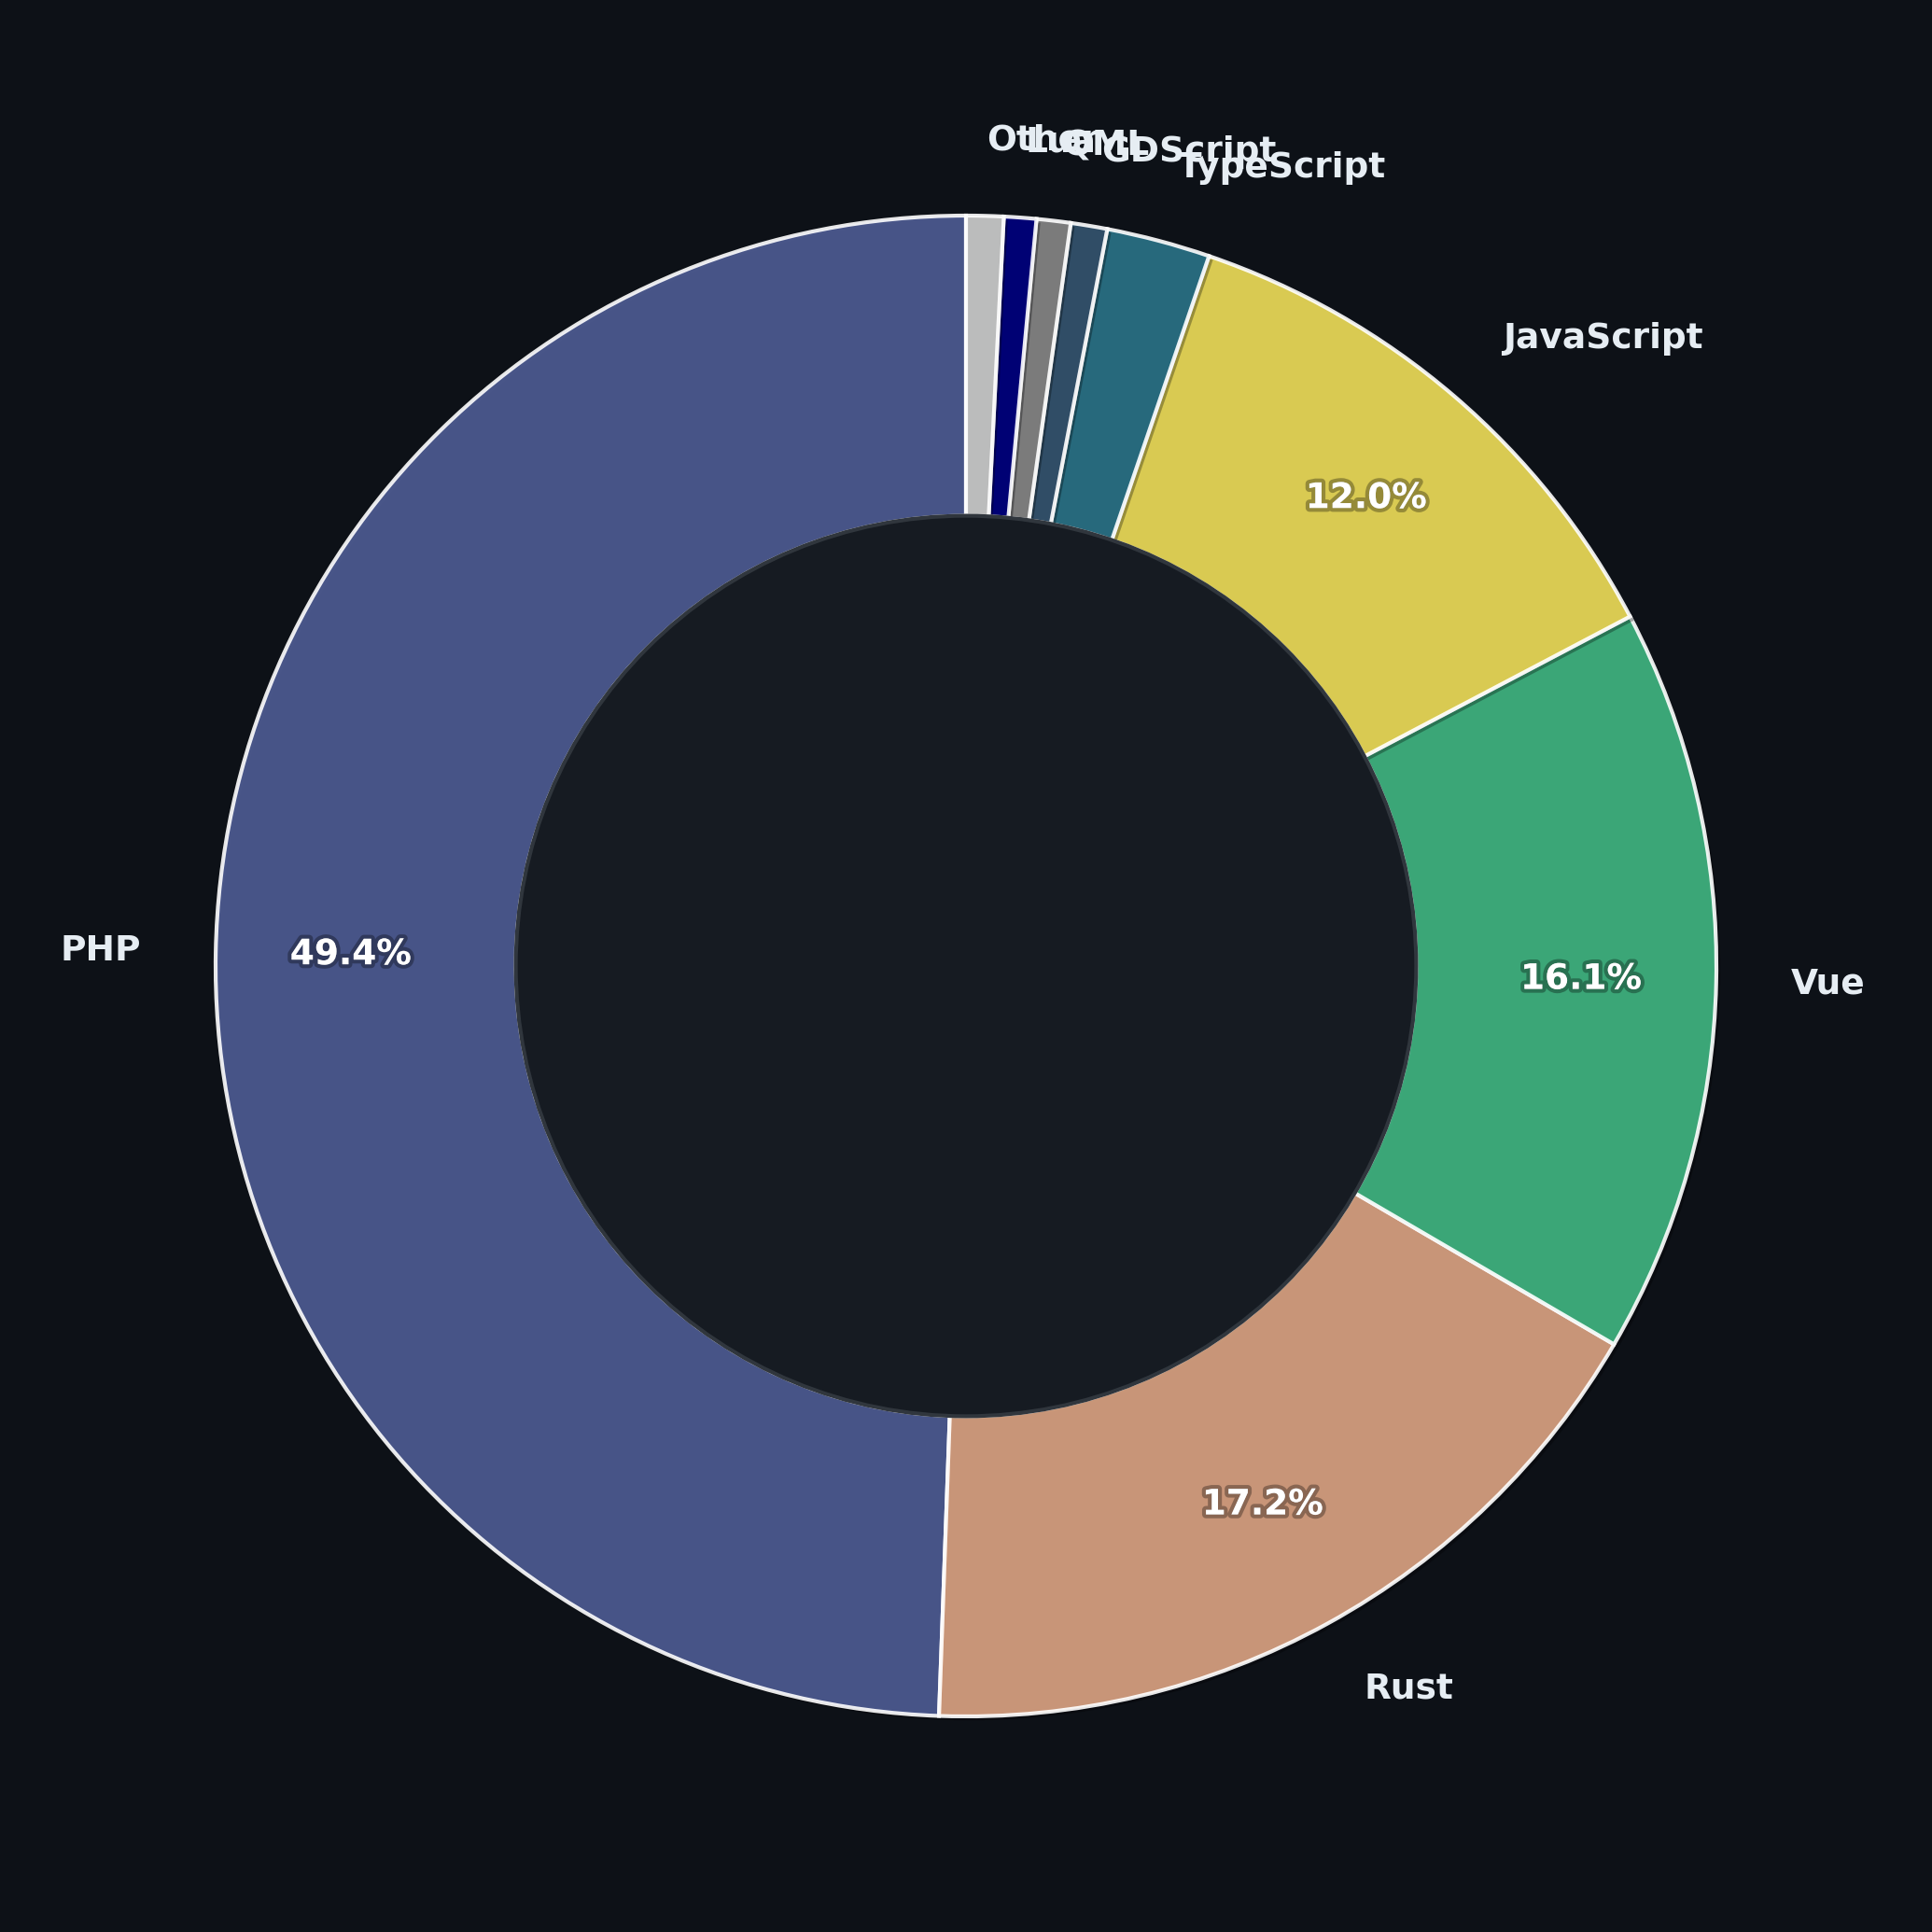 Other
Lua
QML
GDScript
TypeScript
JavaScript
12.0%
PHP
49.4%
16.1%
Vue
17.2%
Rust